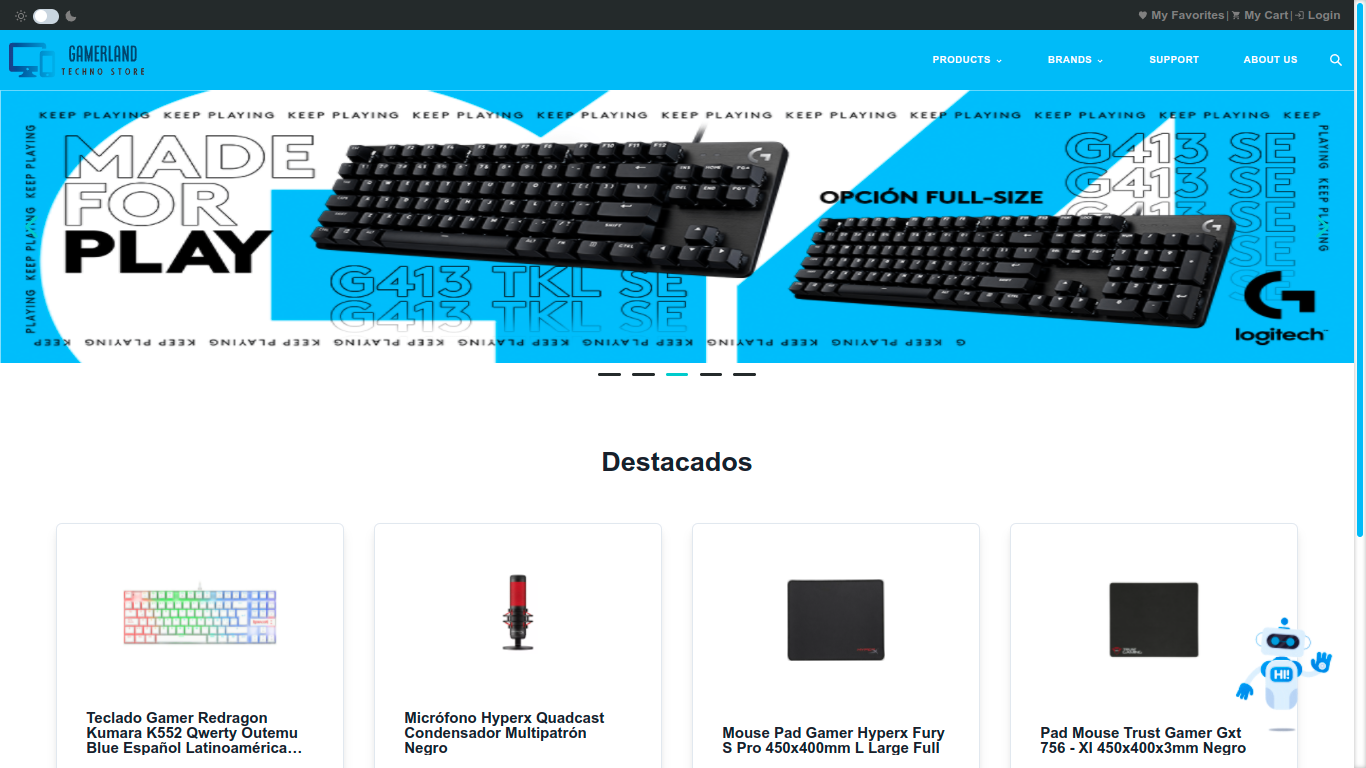 My Favorites | My Cart | Login
GAMERLAND
TECHNO STORE
PRODUCTS
BRANDS
SUPPORT
ABOUT US
KEEP PLAYING KEEP PLAYING KEEP PLAYING KEEP PLAYING KEEP PLAYING KEEP PLAYING KEEP PLAYING KEEP PLAYING KEEP PLAYING KEEP PLAYING KEEP
MADE
FOR
PLAY
G413 TKL SE
G413 TKL SE
OPCIÓN FULL-SIZE
G413 SE
G413 SE
G413 SE
logitech
Destacados
Teclado Gamer Redragon
Kumara K552 Qwerty Outemu
Blue Español Latinoamérica...
Micrófono Hyperx Quadcast
Condensador Multipatrón
Negro
Mouse Pad Gamer Hyperx Fury
S Pro 450x400mm L Large Full
Pad Mouse Trust Gamer Gxt
756 - Xl 450x400x3mm Negro
HI!